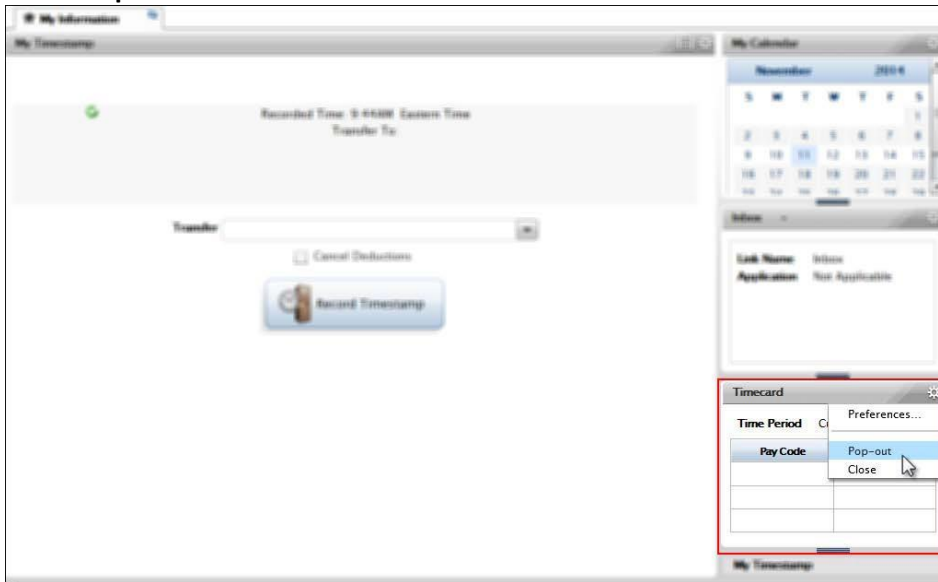 My Information
My Timestamp
Recorded Time: 9:44AM Eastern Time
Transfer To:
Transfer
Cancel Deductions
Record Timestamp
My Calendar
November 2014
S M T W T F S
1
2 3 4 5 6 7 8
9 10 11 12 13 14 15
16 17 18 19 20 21 22
Inbox
Link Name Inbox
Application Not Applicable
Timecard
Preferences...
Time Period
Pay Code
Pop-out
Close
My Timestamp